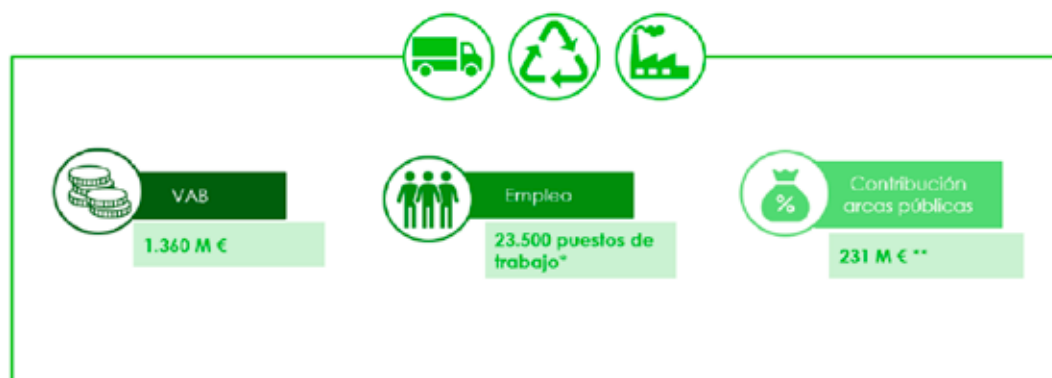 VAB
1.360 M €
Empleo
23.500 puestos de
trabajo*
Contribución
arcas públicas
%
231 M € **